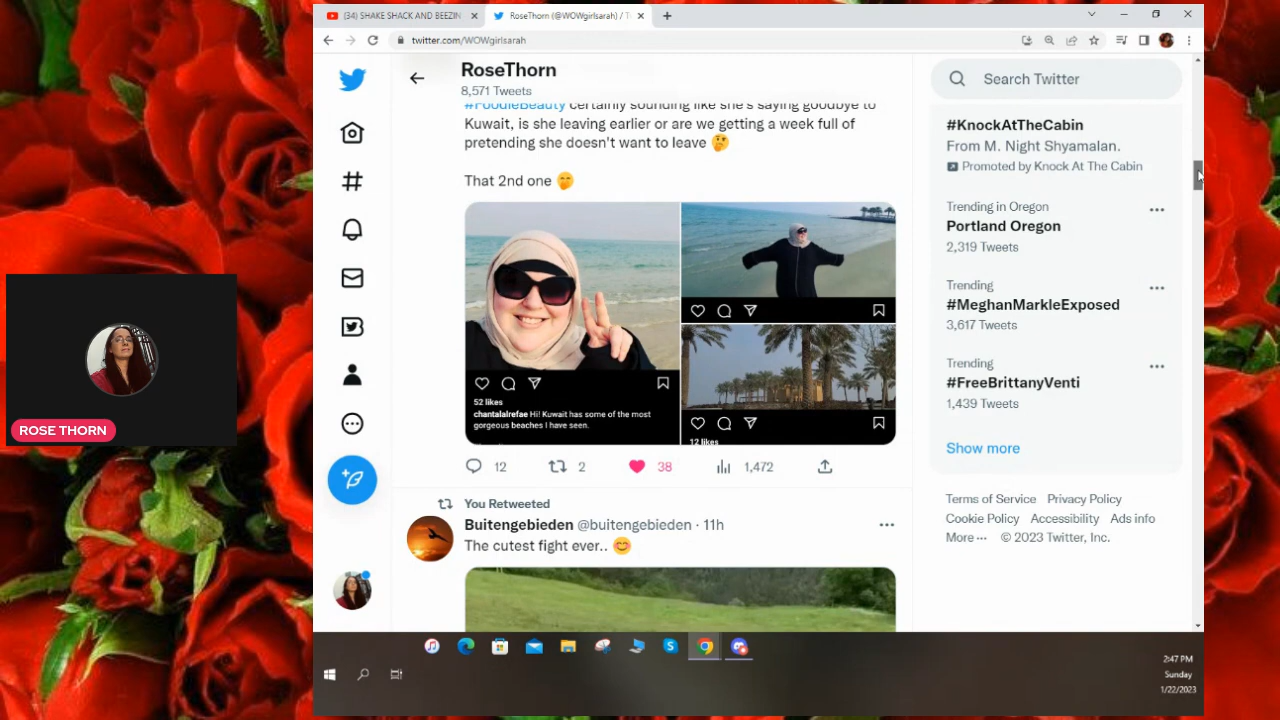 (34) SHAKE SHACK AND BEEZIN
RoseThorn (@WOWgirlsarah) / T
twitter.com/WOWgirlsarah
RoseThorn
8,571 Tweets
#FoodieBeauty certainly sounding like she's saying goodbye to
Kuwait, is she leaving earlier or are we getting a week full of
pretending she doesn't want to leave 🤔
That 2nd one 🤭
52 likes
chantalalrefae Hi! Kuwait has some of the most
gorgeous beaches I have seen.
12 likes
12
2
38
1,472
You Retweeted
Buitengebieden @buitengebieden · 11h
The cutest fight ever.. 😊
Search Twitter
#KnockAtTheCabin
From M. Night Shyamalan.
Promoted by Knock At The Cabin
Trending in Oregon
Portland Oregon
2,319 Tweets
Trending
#MeghanMarkleExposed
3,617 Tweets
Trending
#FreeBrittanyVenti
1,439 Tweets
Show more
Terms of Service Privacy Policy
Cookie Policy Accessibility Ads info
More ··· © 2023 Twitter, Inc.
ROSE THORN
2:47 PM
Sunday
1/22/2023